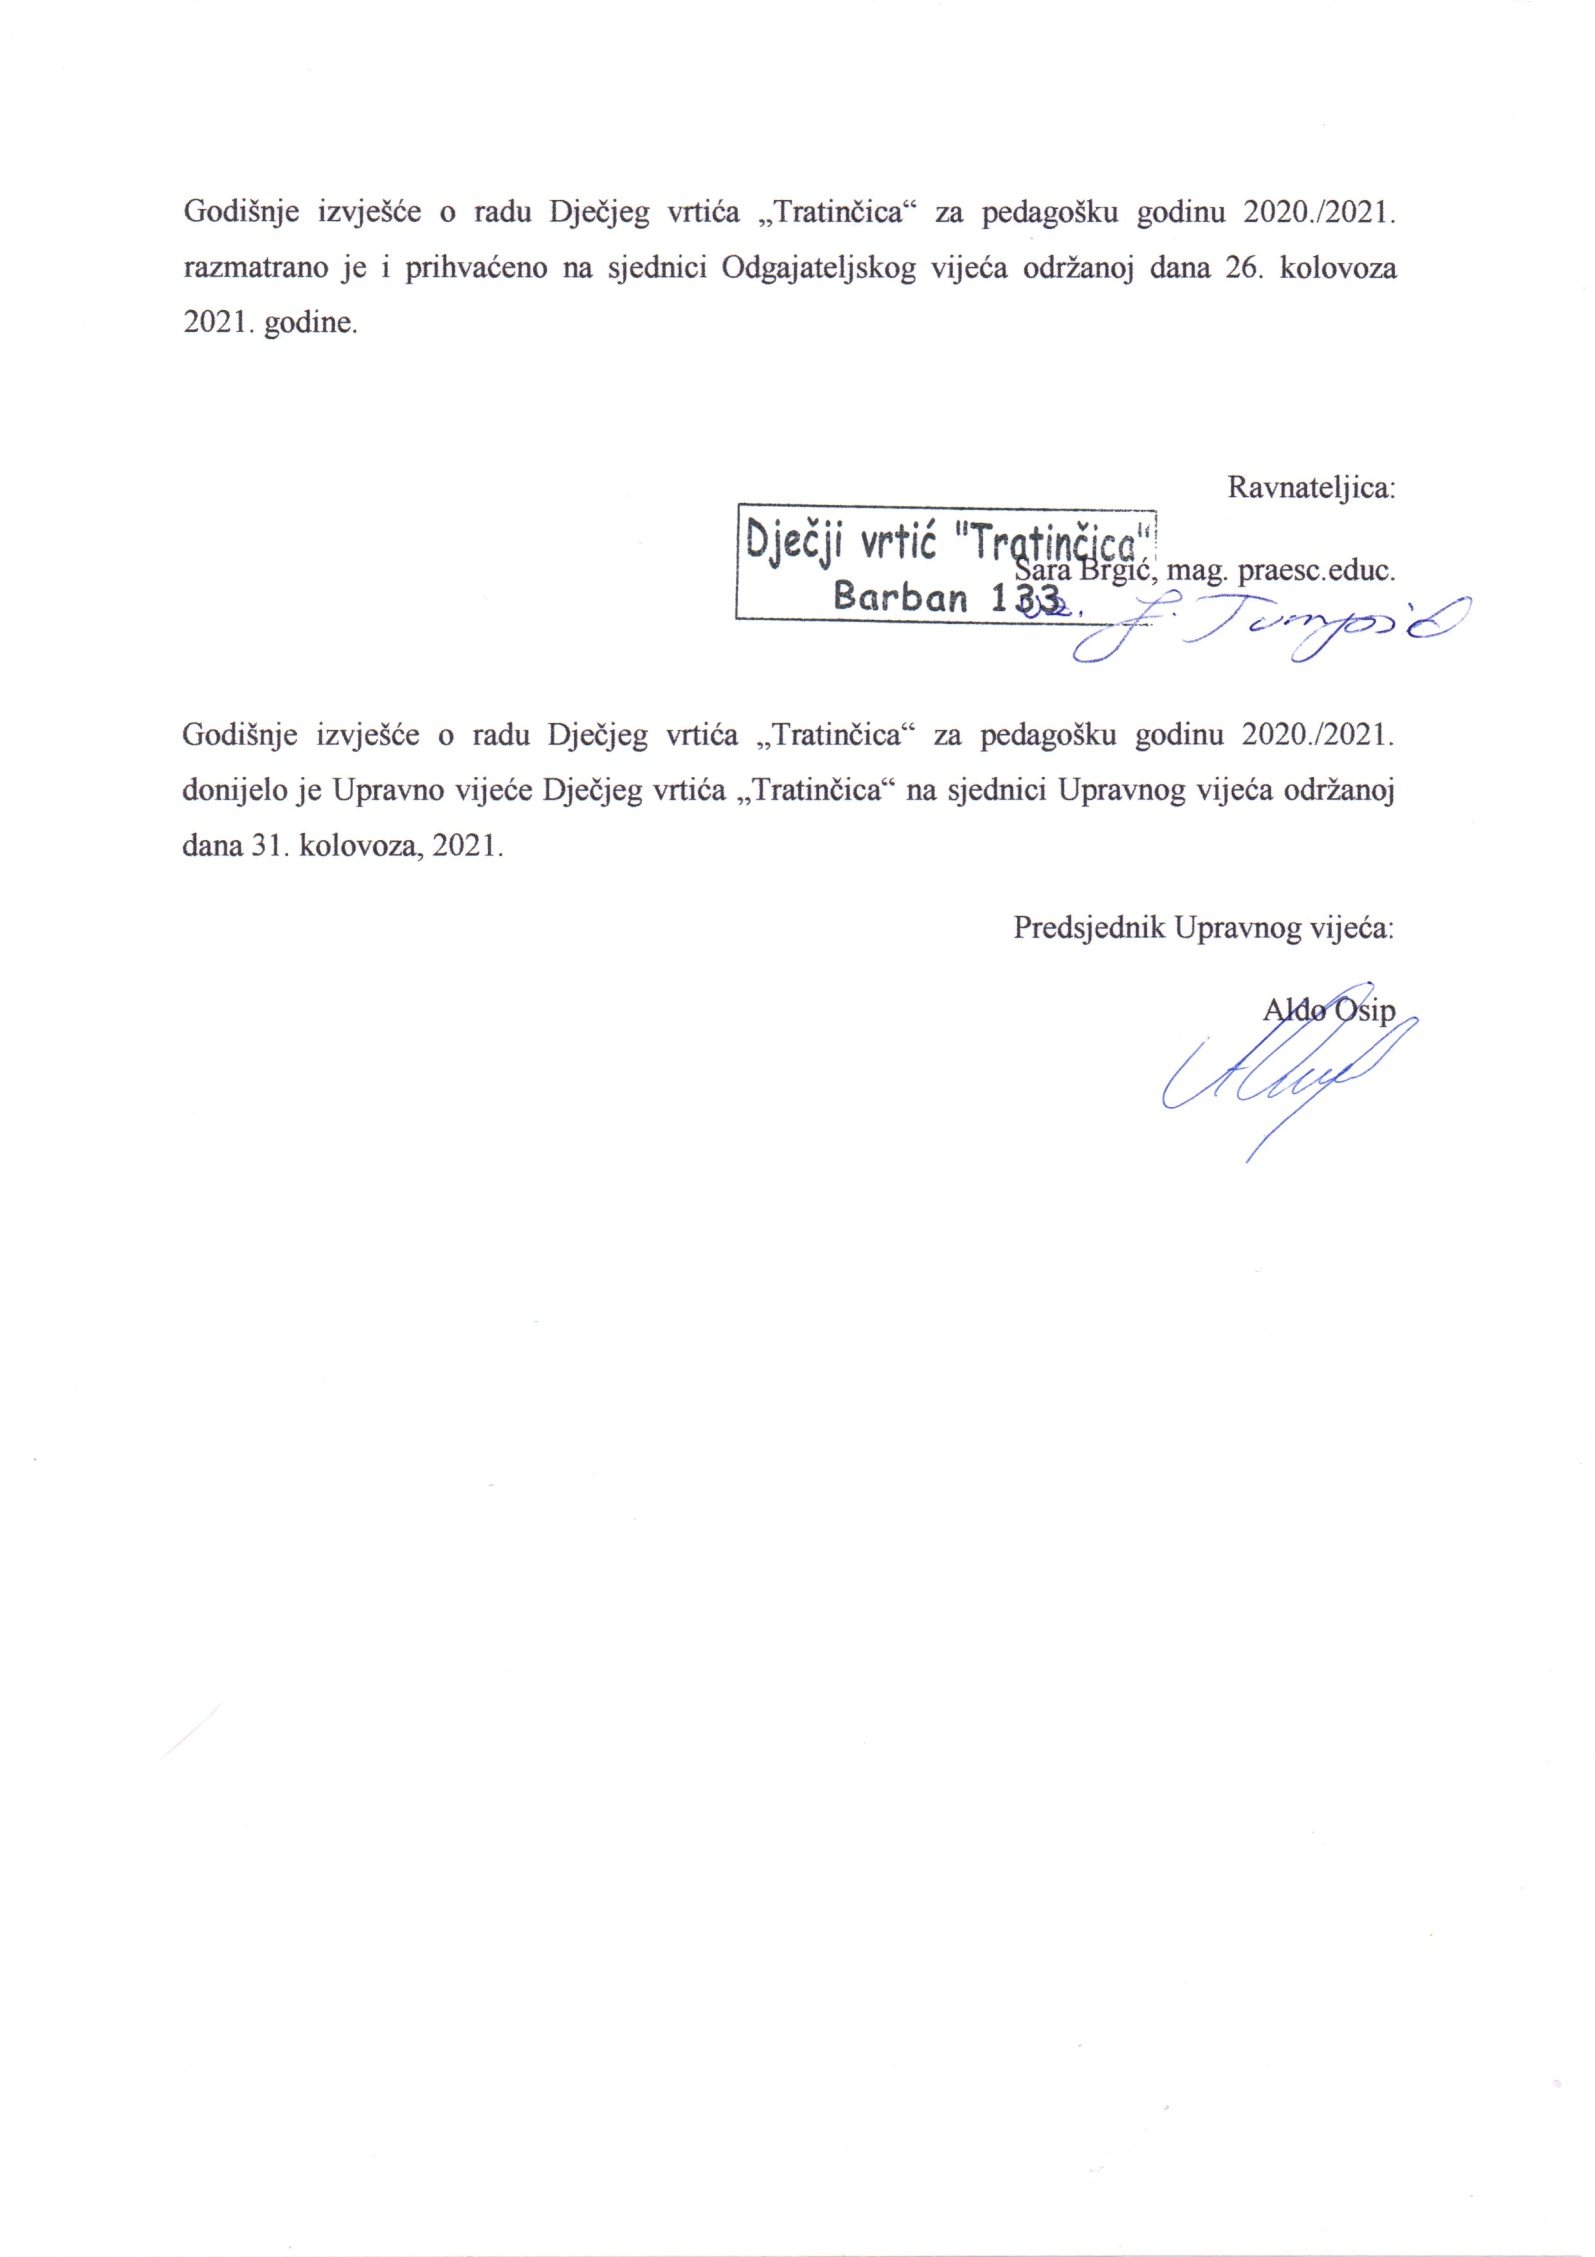 Godišnje izvješće o radu Dječjeg vrtića „Tratinčica“ za pedagošku godinu 2020./2021.
razmatrano je i prihvaćeno na sjednici Odgajateljskog vijeća održanoj dana 26. kolovoza
2021. godine.
Ravnateljica:
Dječji vrtić "Tratinčica"
Barban 133
Sara Brgić, mag. praesc.educ.
Godišnje izvješće o radu Dječjeg vrtića „Tratinčica“ za pedagošku godinu 2020./2021.
donijelo je Upravno vijeće Dječjeg vrtića „Tratinčica“ na sjednici Upravnog vijeća održanoj
dana 31. kolovoza, 2021.
Predsjednik Upravnog vijeća:
Aldo Osip